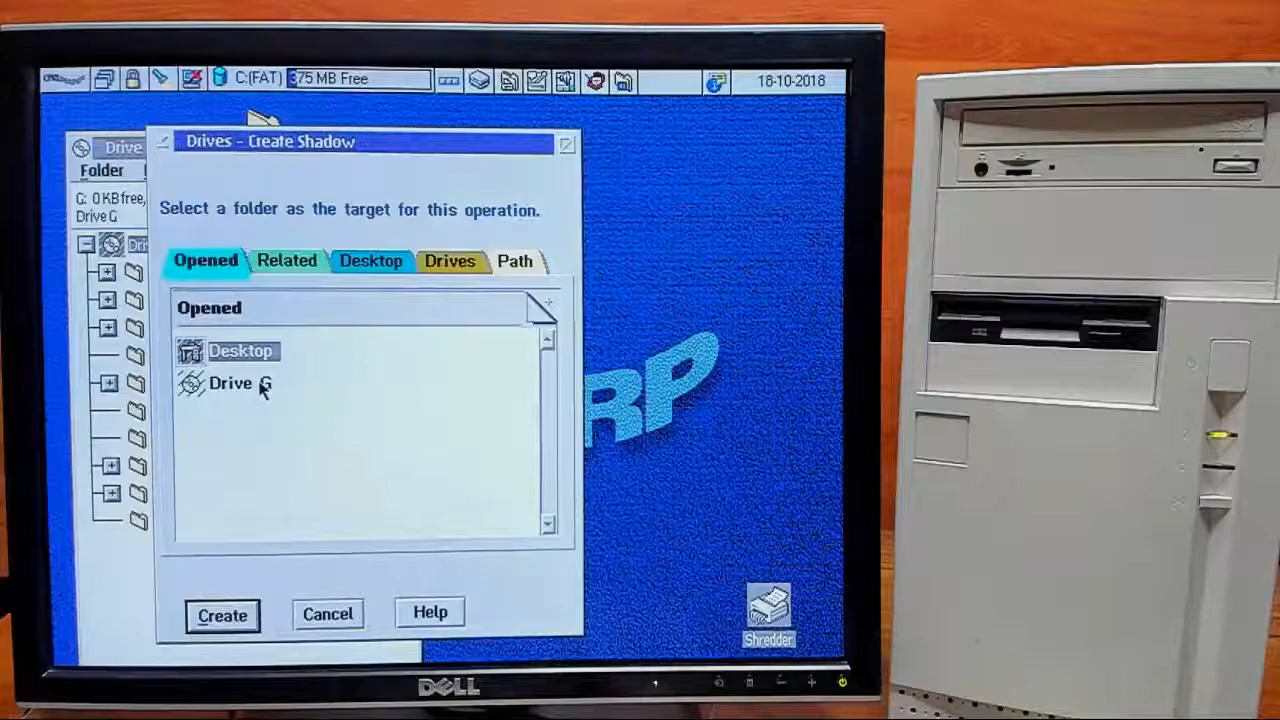 C:(FAT) 375 MB Free
18-10-2018
Drive
Drives - Create Shadow
Folder
G: 0 KB free,
Drive G
Select a folder as the target for this operation.
Opened Related Desktop Drives Path
Opened
Desktop
Drive G
RP
Create Cancel Help
Shredder
DELL